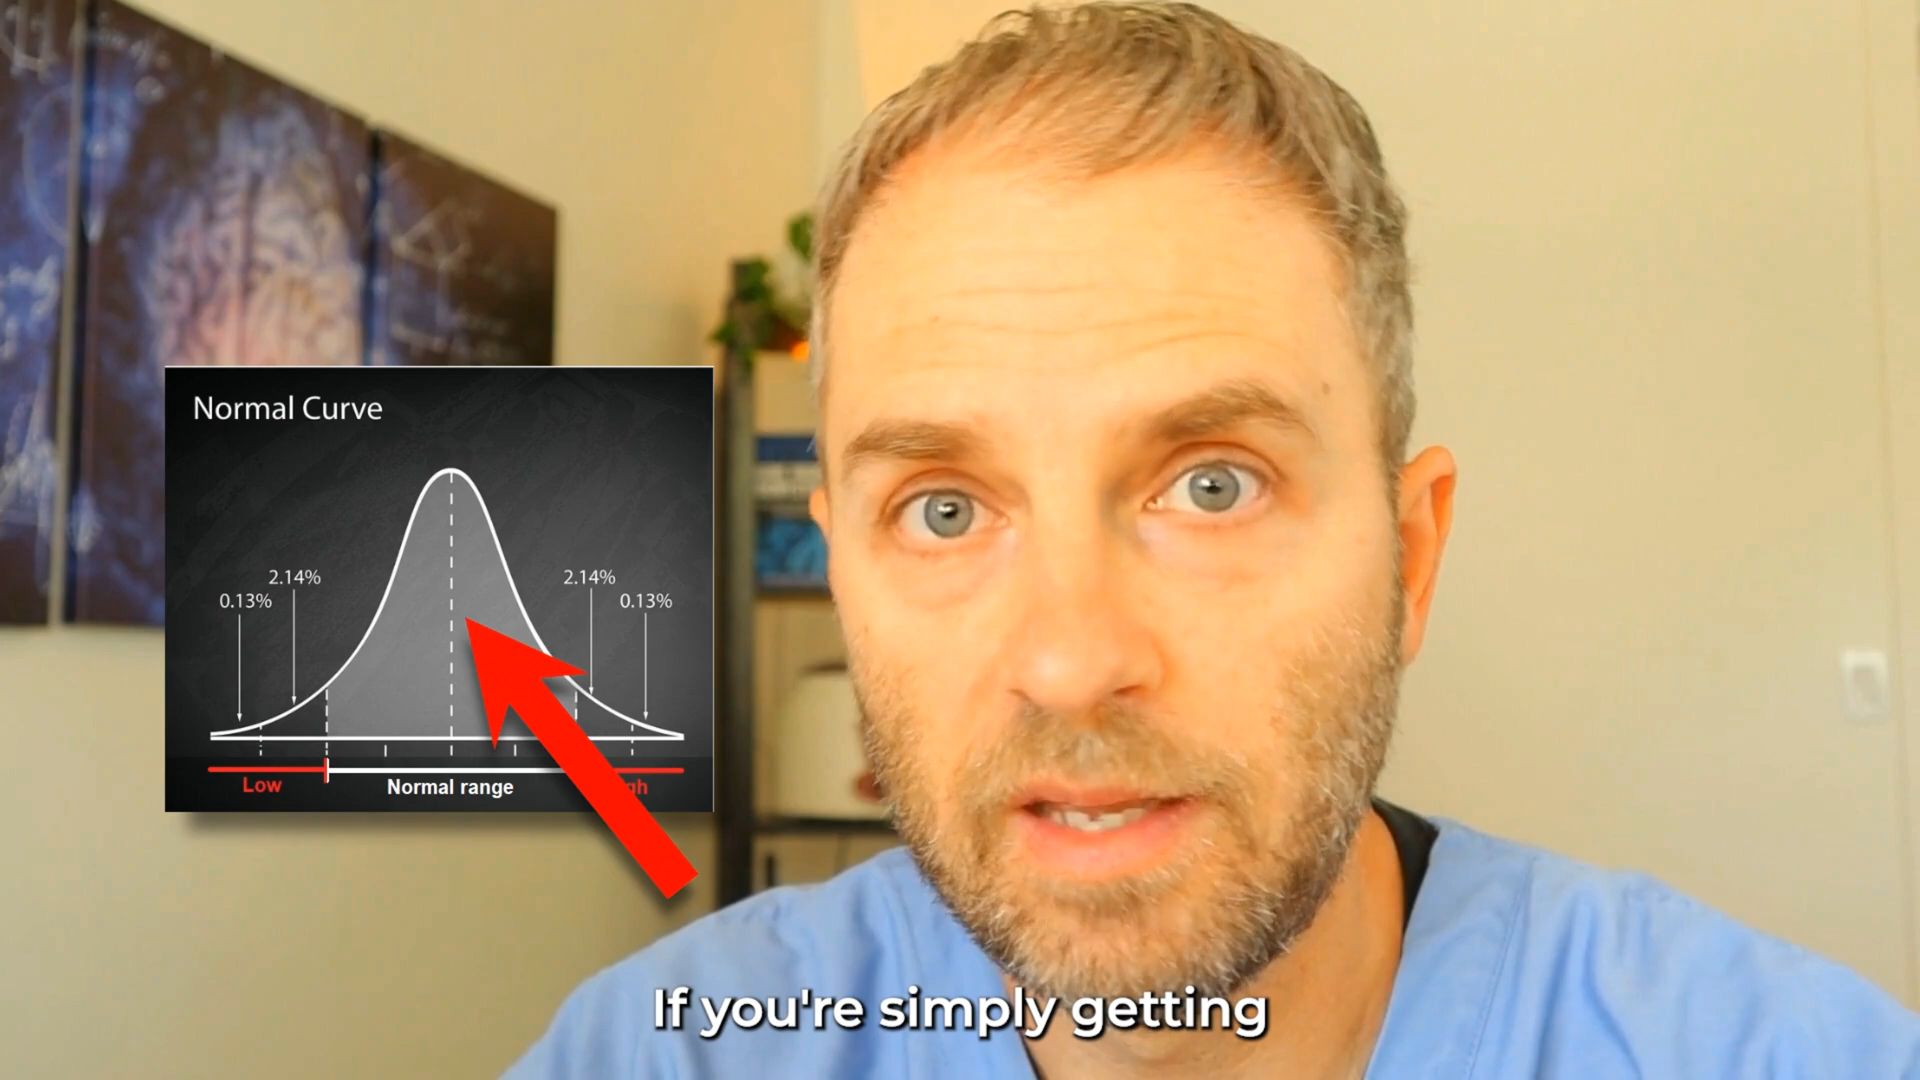 Normal Curve
2.14%
2.14%
0.13%
0.13%
Low
Normal range
If you're simply getting